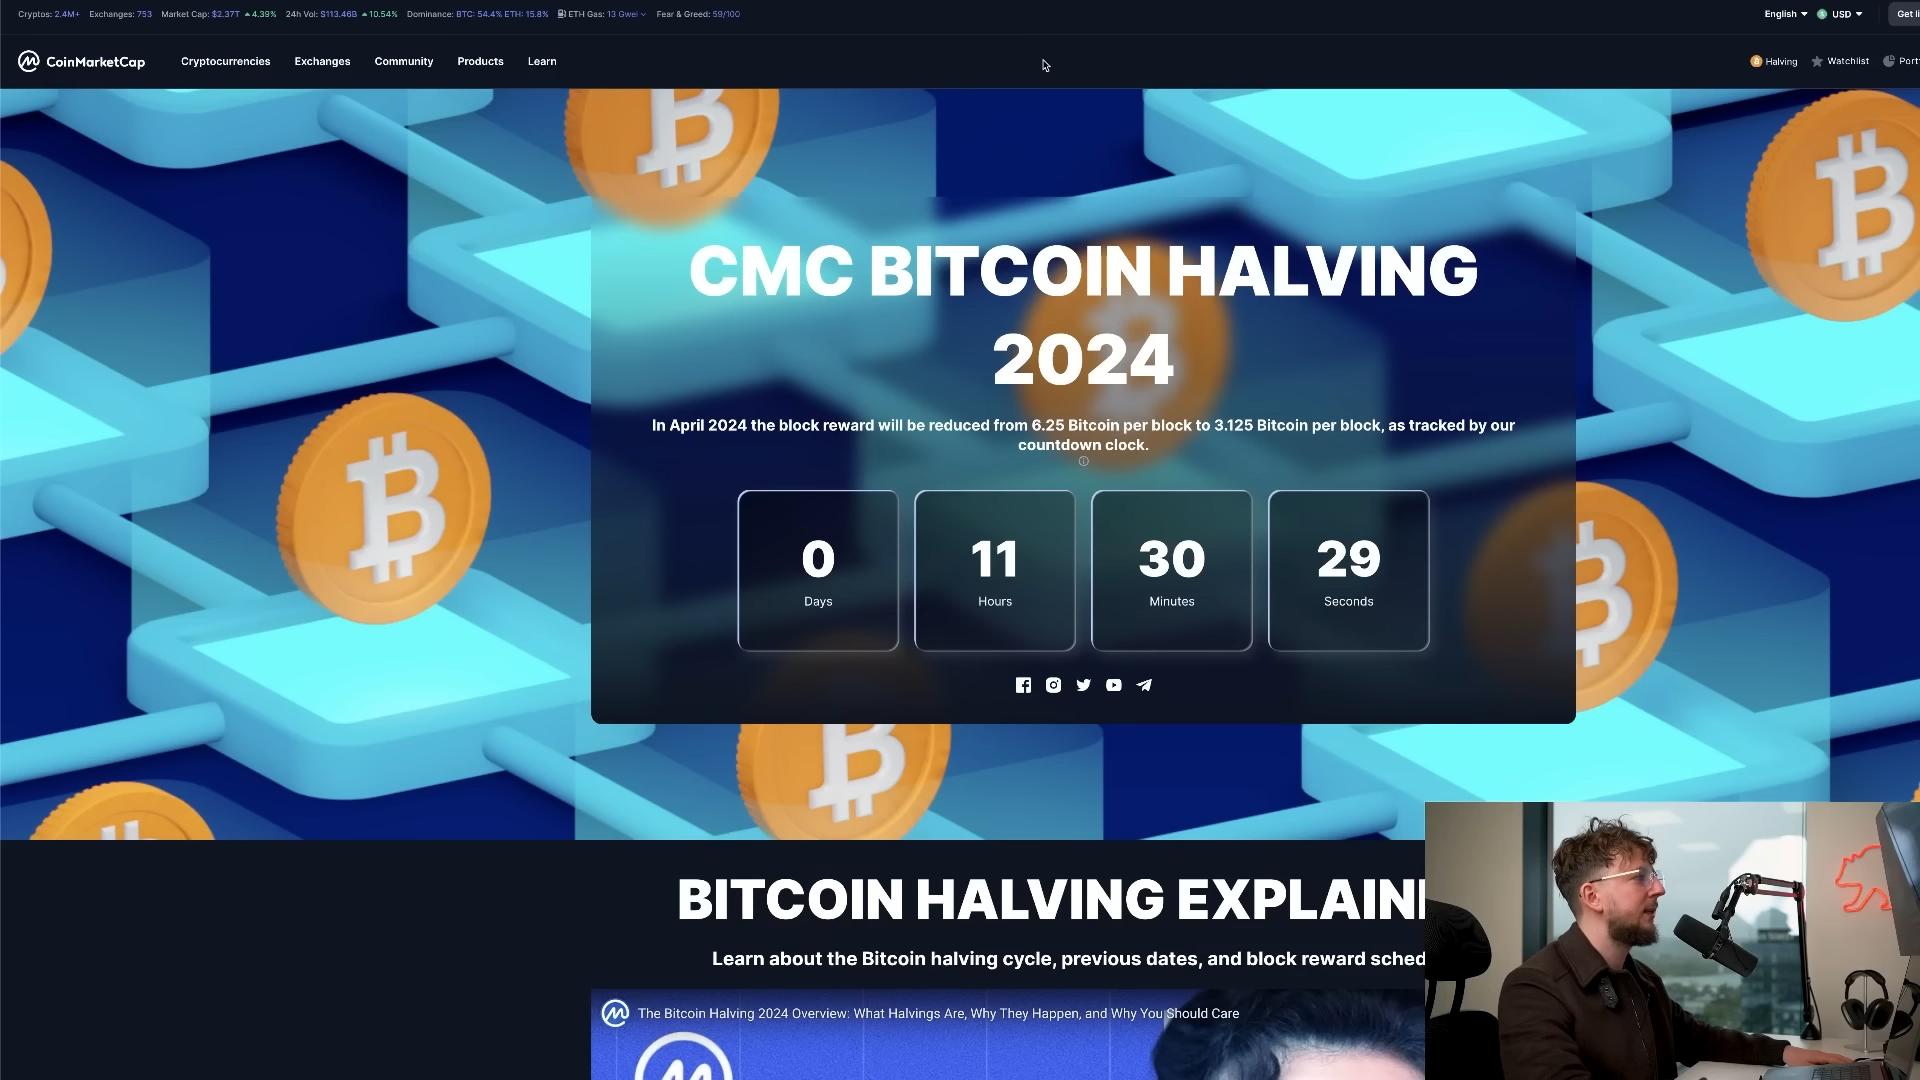 Cryptos: 2.4M+ Exchanges: 753 Market Cap: $2.37T 4.39% 24h Vol: $113.46B 10.54% Dominance: BTC: 54.4% ETH: 15.8% ETH Gas: 13 Gwei Fear & Greed: 59/100
English USD Get li
CoinMarketCap Cryptocurrencies Exchanges Community Products Learn
Halving Watchlist Port
CMC BITCOIN HALVING
2024
In April 2024 the block reward will be reduced from 6.25 Bitcoin per block to 3.125 Bitcoin per block, as tracked by our
countdown clock.
0 11 30 29
Days Hours Minutes Seconds
BITCOIN HALVING EXPLAIN
Learn about the Bitcoin halving cycle, previous dates, and block reward sched
The Bitcoin Halving 2024 Overview: What Halvings Are, Why They Happen, and Why You Should Care